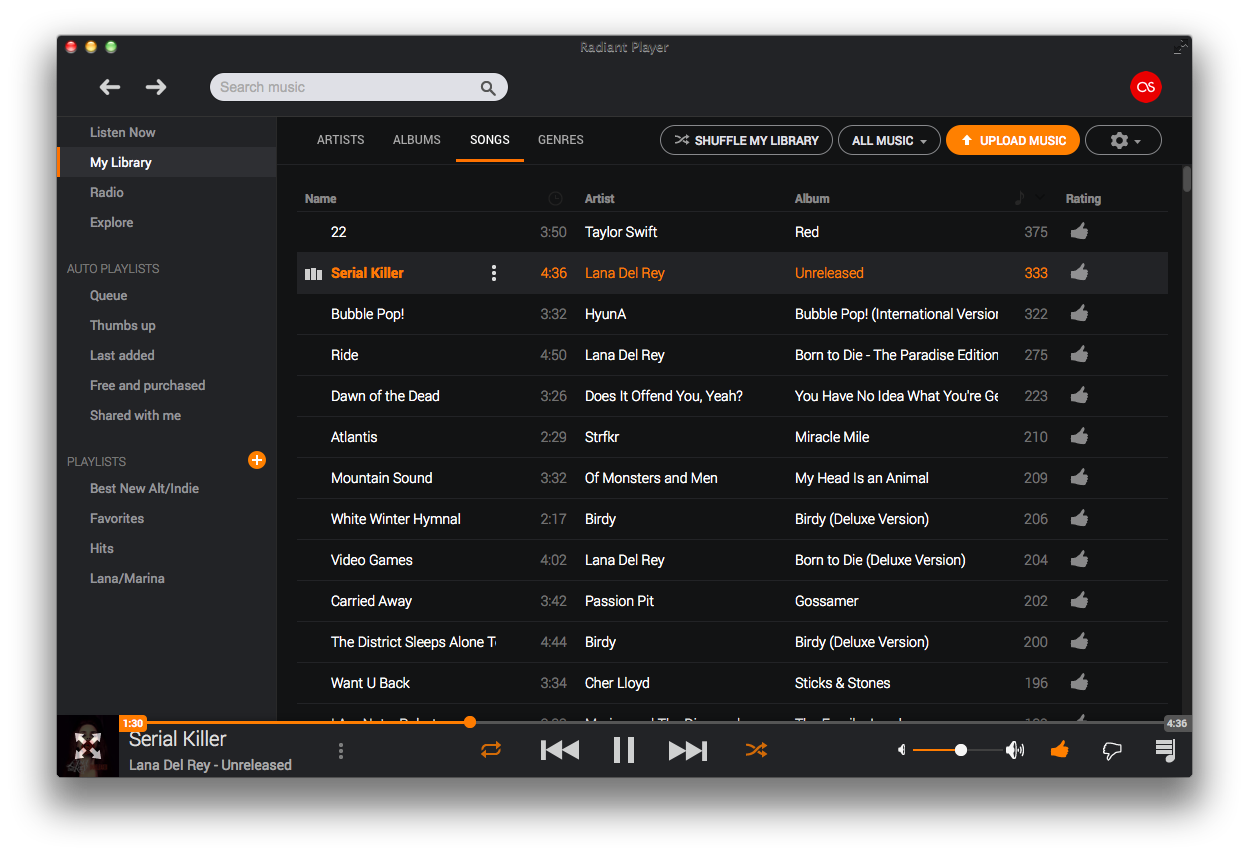 Radiant Player
Search music
Listen Now
My Library
Radio
Explore
AUTO PLAYLISTS
Queue
Thumbs up
Last added
Free and purchased
Shared with me
PLAYLISTS
Best New Alt/Indie
Favorites
Hits
Lana/Marina
ARTISTS ALBUMS SONGS GENRES SHUFFLE MY LIBRARY ALL MUSIC UPLOAD MUSIC
Name Artist Album Rating
22 3:50 Taylor Swift Red 375
Serial Killer 4:36 Lana Del Rey Unreleased 333
Bubble Pop! 3:32 HyunA Bubble Pop! (International Version 322
Ride 4:50 Lana Del Rey Born to Die - The Paradise Edition 275
Dawn of the Dead 3:26 Does It Offend You, Yeah? You Have No Idea What You're Ge 223
Atlantis 2:29 Strfkr Miracle Mile 210
Mountain Sound 3:32 Of Monsters and Men My Head Is an Animal 209
White Winter Hymnal 2:17 Birdy Birdy (Deluxe Version) 206
Video Games 4:02 Lana Del Rey Born to Die (Deluxe Version) 204
Carried Away 3:42 Passion Pit Gossamer 202
The District Sleeps Alone T 4:44 Birdy Birdy (Deluxe Version) 200
Want U Back 3:34 Cher Lloyd Sticks & Stones 196
1:30 4:36
Serial Killer
Lana Del Rey - Unreleased